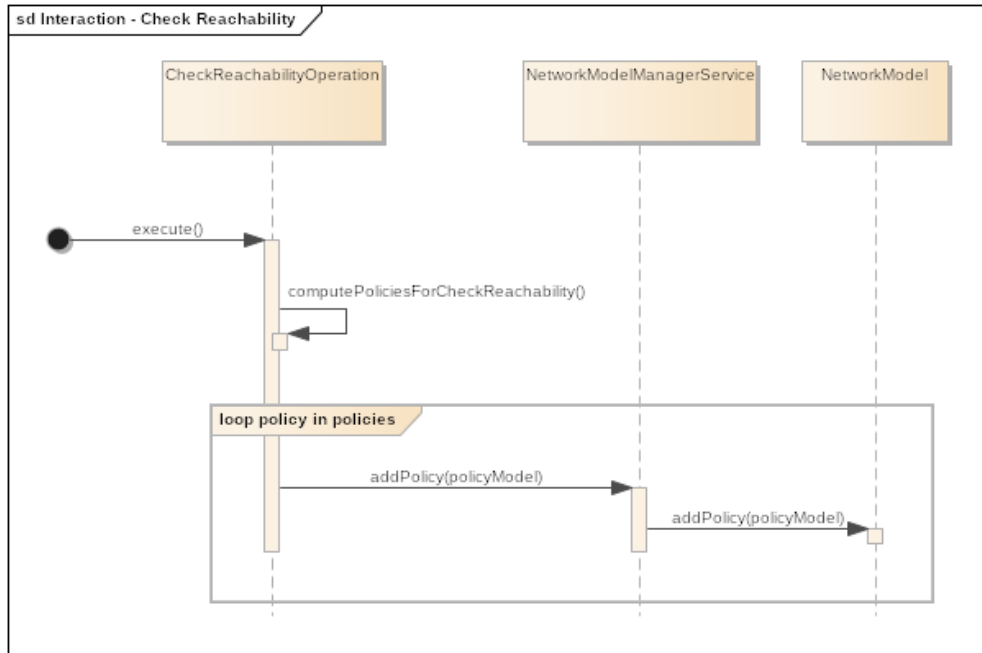 sd Interaction - Check Reachability
CheckReachabilityOperation
NetworkModelManagerService
NetworkModel
execute()
computePoliciesForCheckReachability()
loop policy in policies
addPolicy(policyModel)
addPolicy(policyModel)